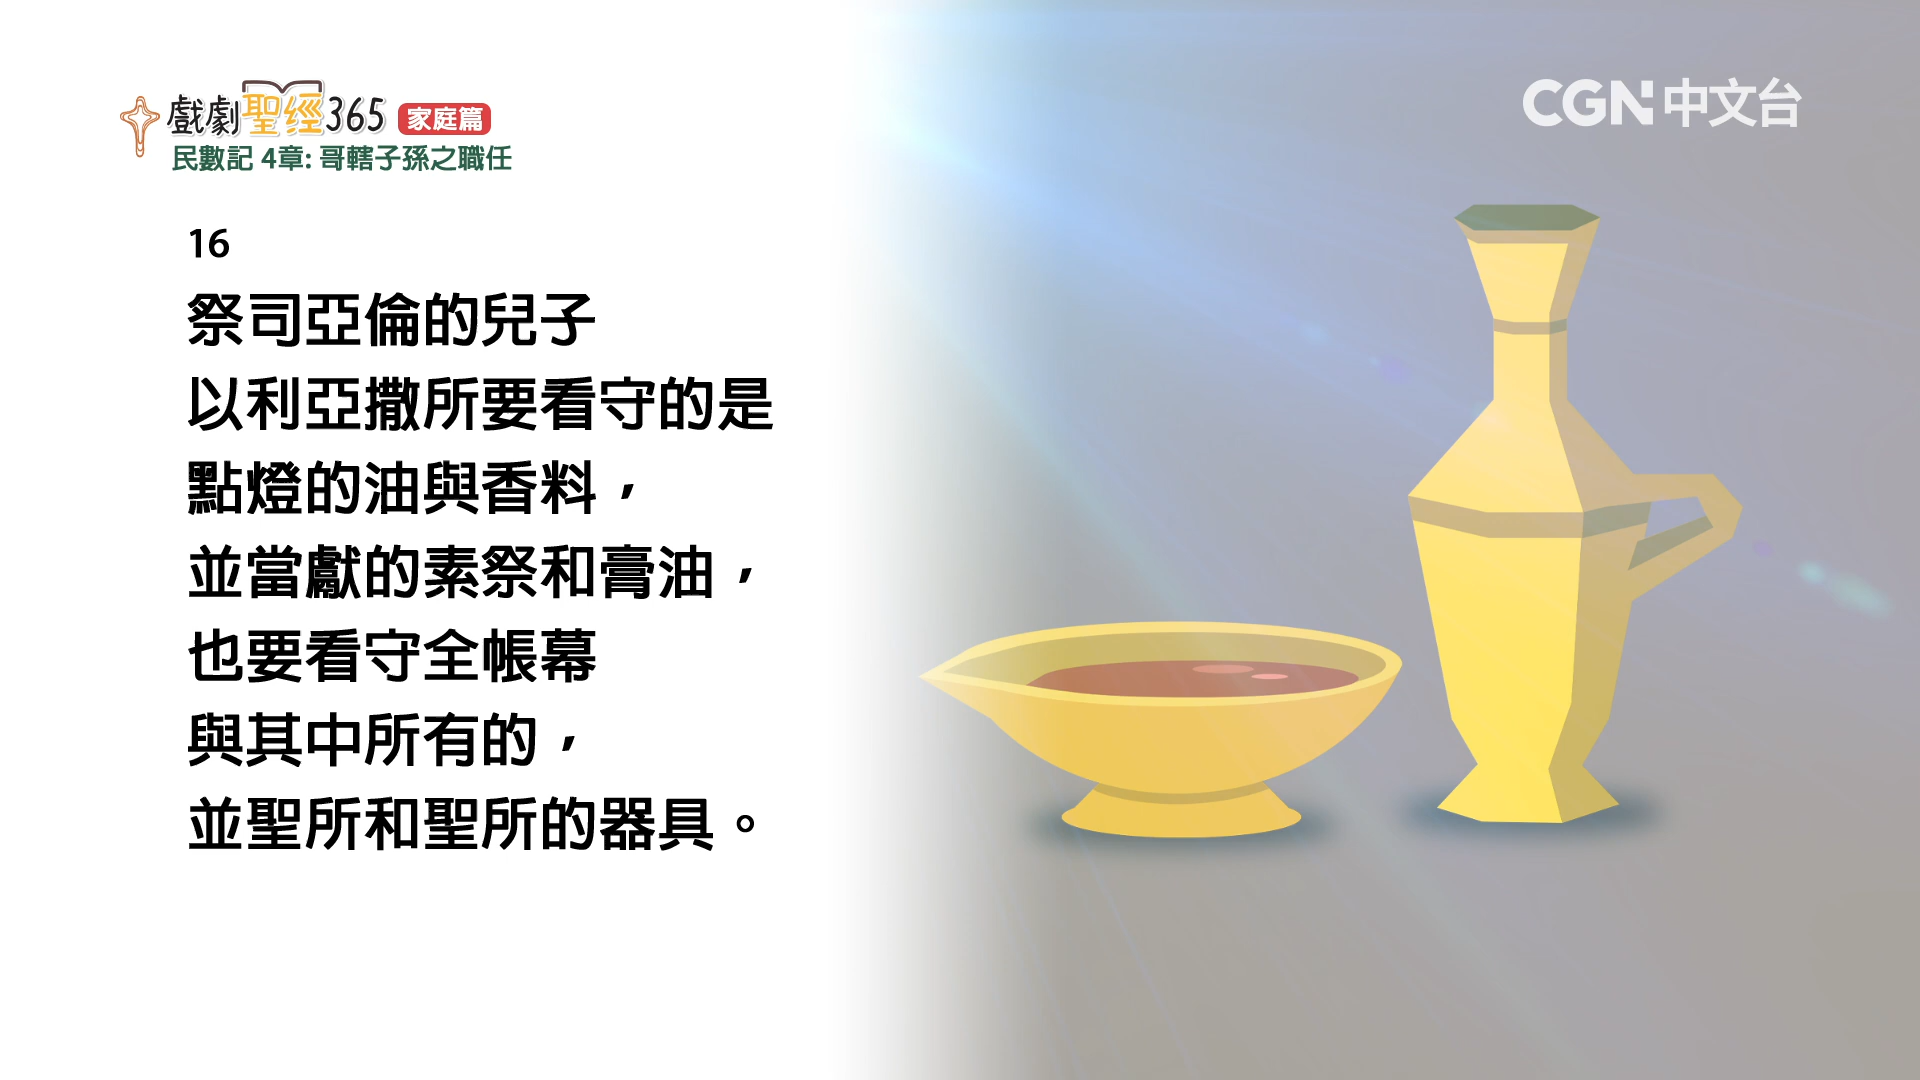 戲劇聖經365 家庭篇
民數記 4章: 哥轄子孫之職任
CGN中文台
16
祭司亞倫的兒子
以利亞撒所要看守的是
點燈的油與香料，
並當獻的素祭和膏油，
也要看守全帳幕
與其中所有的，
並聖所和聖所的器具。